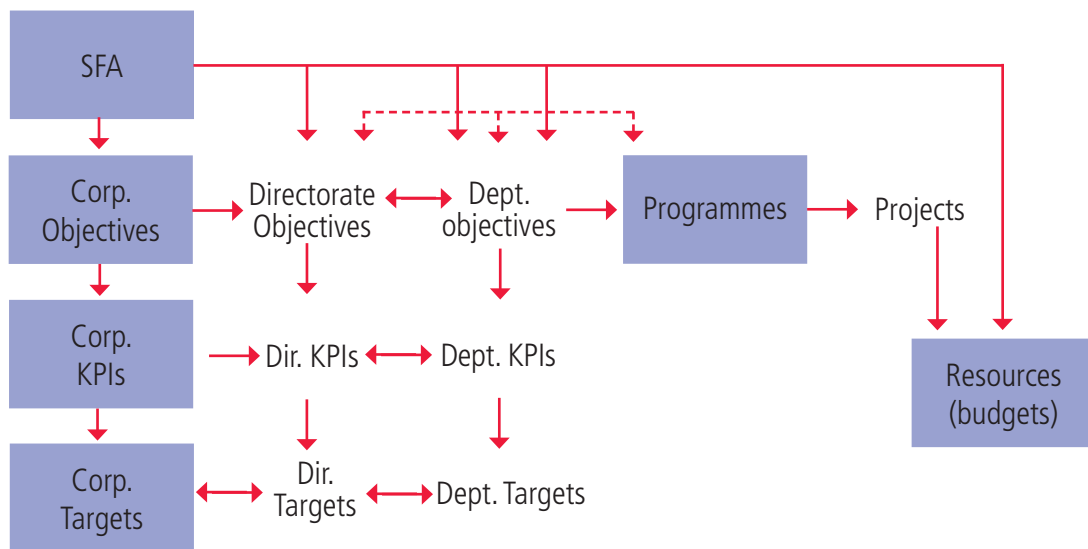 SFA
Corp.
Objectives
Directorate
Objectives
Dept.
objectives
Programmes
Projects
Corp.
KPIs
Dir. KPIs
Dept. KPIs
Resources
(budgets)
Corp.
Targets
Dir.
Targets
Dept. Targets